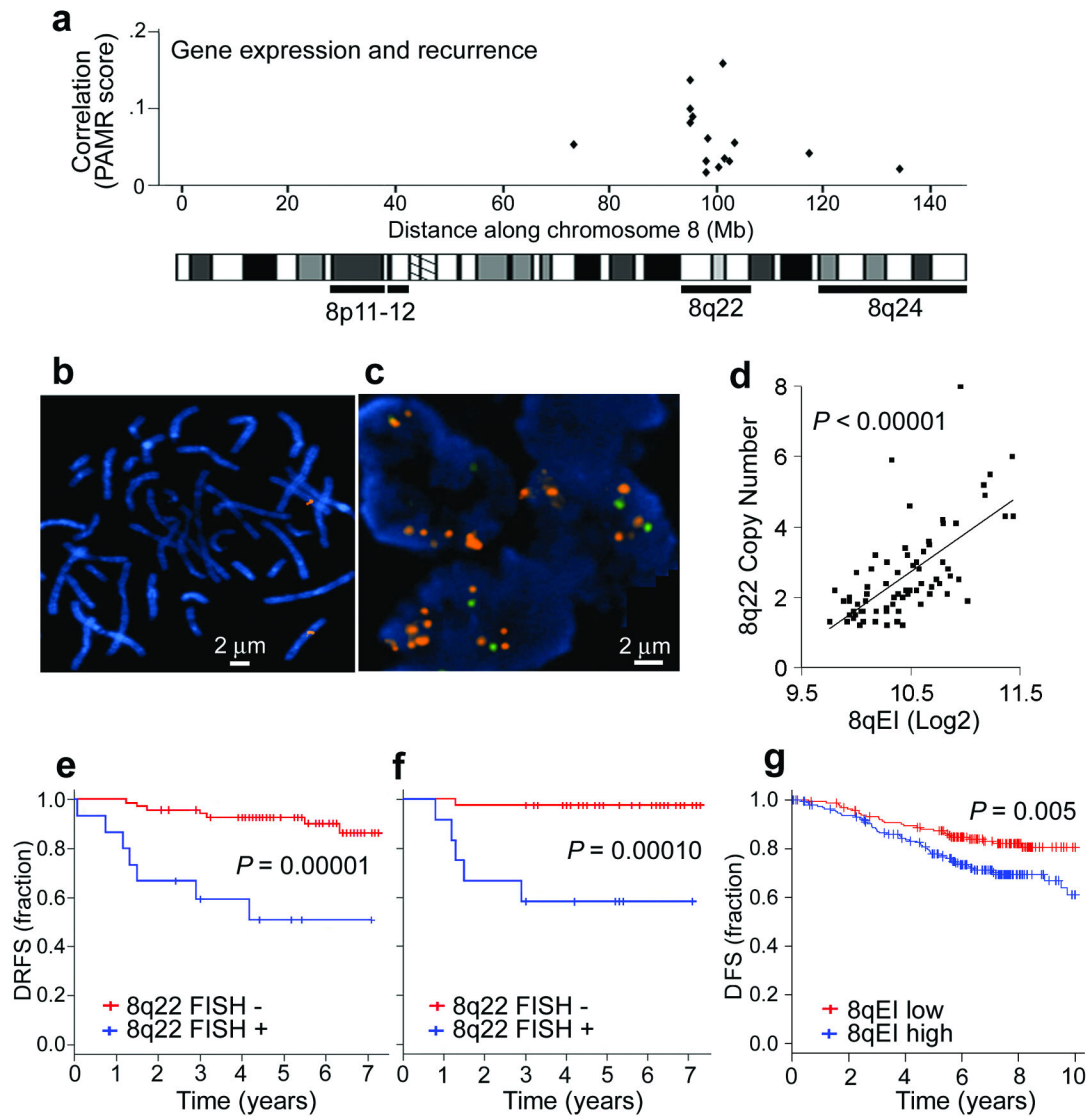 a
Gene expression and recurrence
Correlation
(PAMR score)
.2
.1
0
0 20 40 60 80 100 120 140
Distance along chromosome 8 (Mb)
8p11-12 8q22 8q24
b
2 μm
c
2 μm
d
P < 0.00001
8q22 Copy Number
8
6
4
2
0
9.5 10.5 11.5
8qEI (Log2)
e
DRFS (fraction)
1.0
0.8
0.6
0.4
0.2
0.0
P = 0.00001
8q22 FISH -
8q22 FISH +
0 1 2 3 4 5 6 7
Time (years)
f
P = 0.00010
8q22 FISH -
8q22 FISH +
0 1 2 3 4 5 6 7
Time (years)
g
DFS (fraction)
1.0
0.8
0.6
0.4
0.2
0.0
P = 0.005
8qEI low
8qEI high
0 2 4 6 8 10
Time (years)